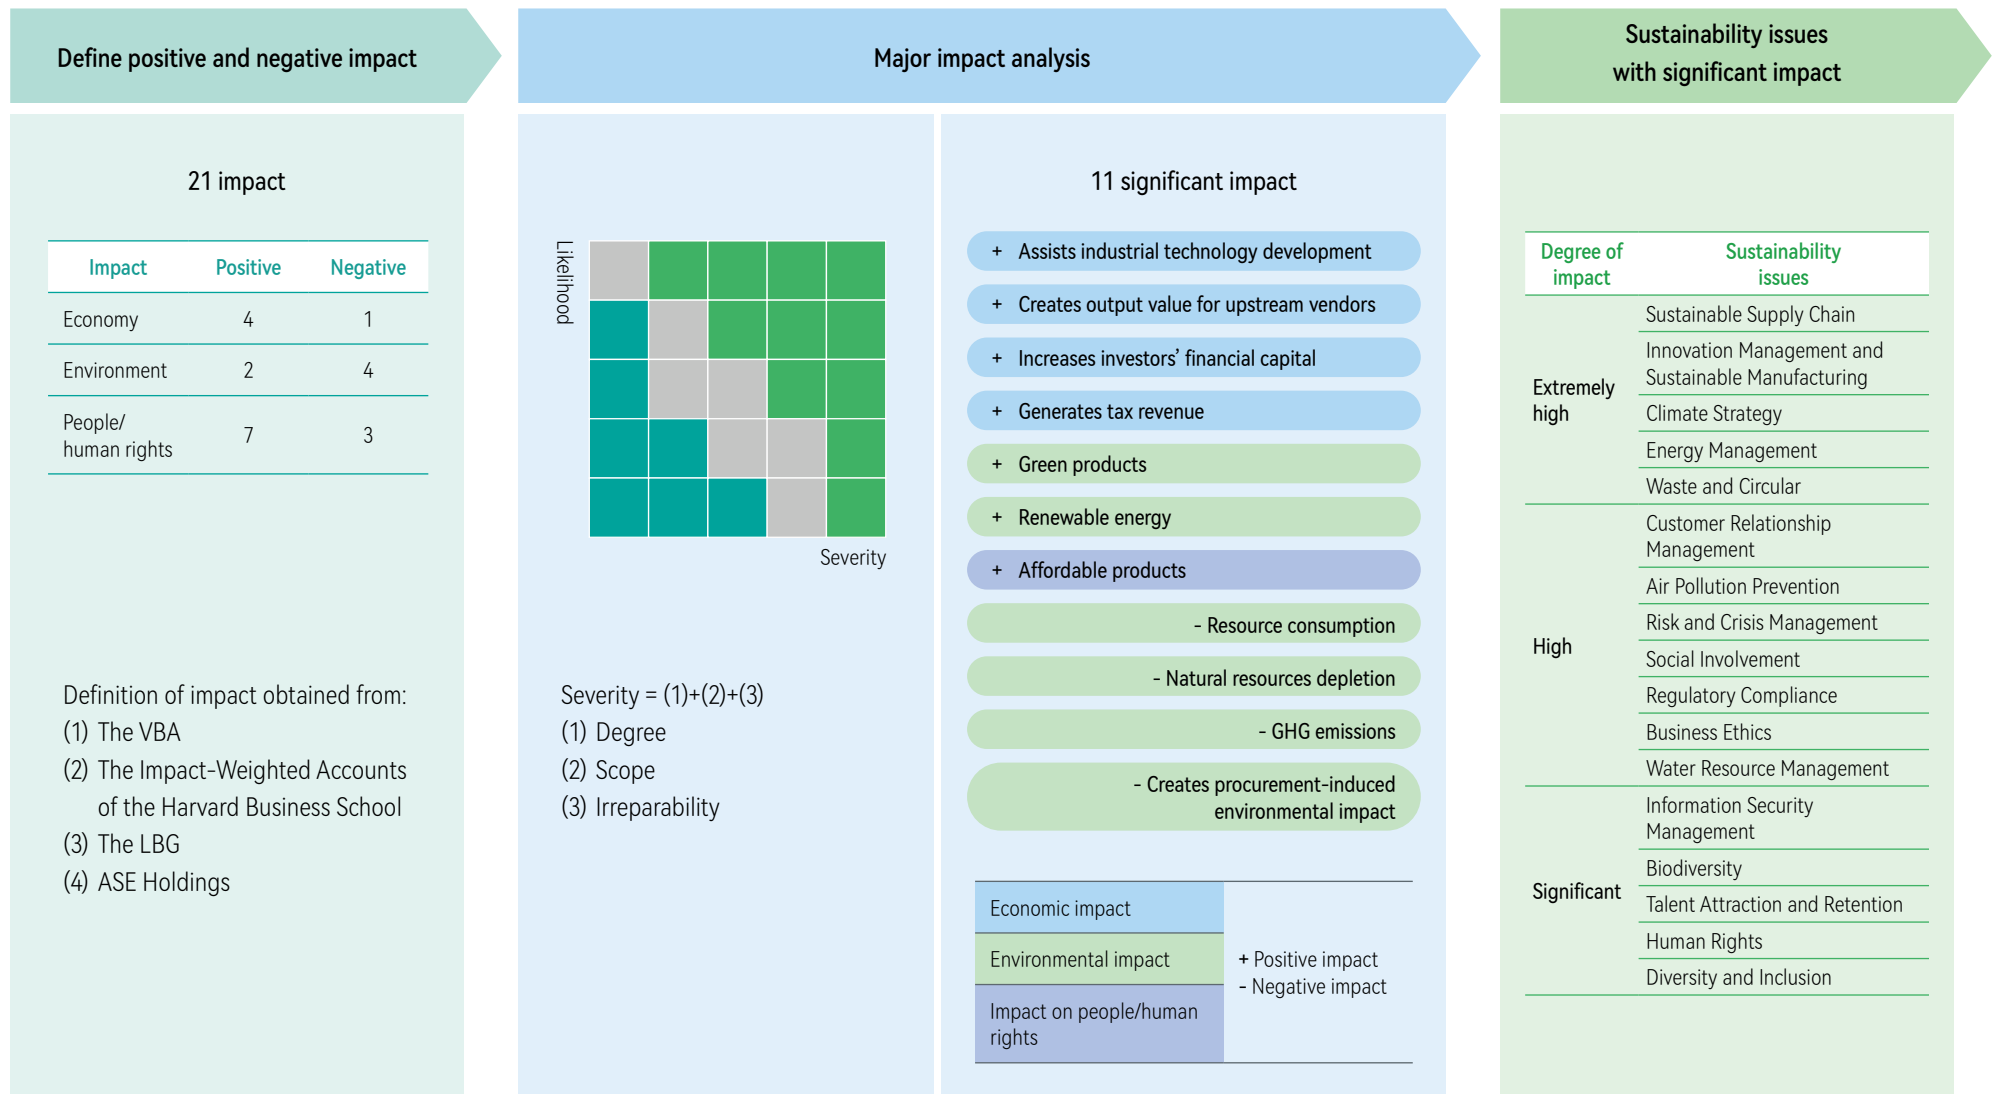 Define positive and negative impact
21 impact
Impact Positive Negative
Economy 4 1
Environment 2 4
People/
human rights 7 3
Definition of impact obtained from:
(1) The VBA
(2) The Impact-Weighted Accounts
of the Harvard Business School
(3) The LBG
(4) ASE Holdings
Major impact analysis
Likelihood
Severity
Severity = (1)+(2)+(3)
(1) Degree
(2) Scope
(3) Irreparability
11 significant impact
+ Assists industrial technology development
+ Creates output value for upstream vendors
+ Increases investors’ financial capital
+ Generates tax revenue
+ Green products
+ Renewable energy
+ Affordable products
- Resource consumption
- Natural resources depletion
- GHG emissions
- Creates procurement-induced
environmental impact
Economic impact
Environmental impact
Impact on people/human
rights
+ Positive impact
- Negative impact
Sustainability issues
with significant impact
Degree of
impact
Sustainability
issues
Extremely
high
Sustainable Supply Chain
Innovation Management and
Sustainable Manufacturing
Climate Strategy
Energy Management
Waste and Circular
High
Customer Relationship
Management
Air Pollution Prevention
Risk and Crisis Management
Social Involvement
Regulatory Compliance
Business Ethics
Water Resource Management
Significant
Information Security
Management
Biodiversity
Talent Attraction and Retention
Human Rights
Diversity and Inclusion